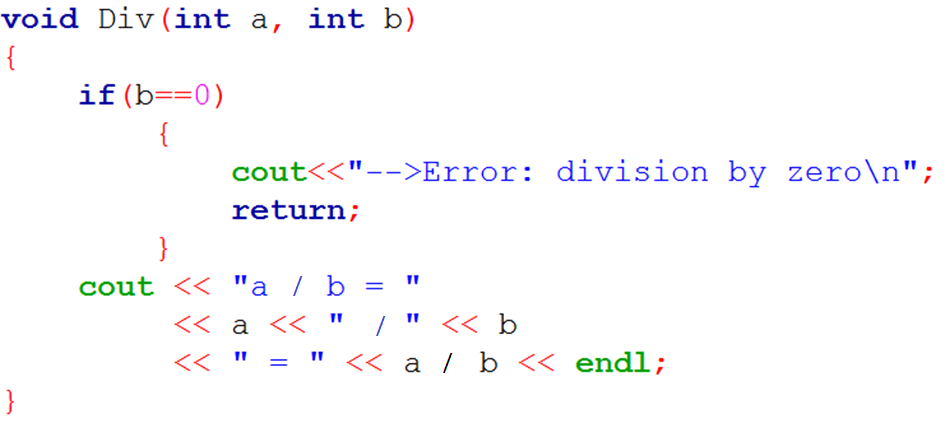 void Div(int a, int b)
{
if(b==0)
{
cout<<"-->Error: division by zero\n";
return;
}
cout << "a / b = "
<< a << " / " << b
<< " = " << a / b << endl;
}